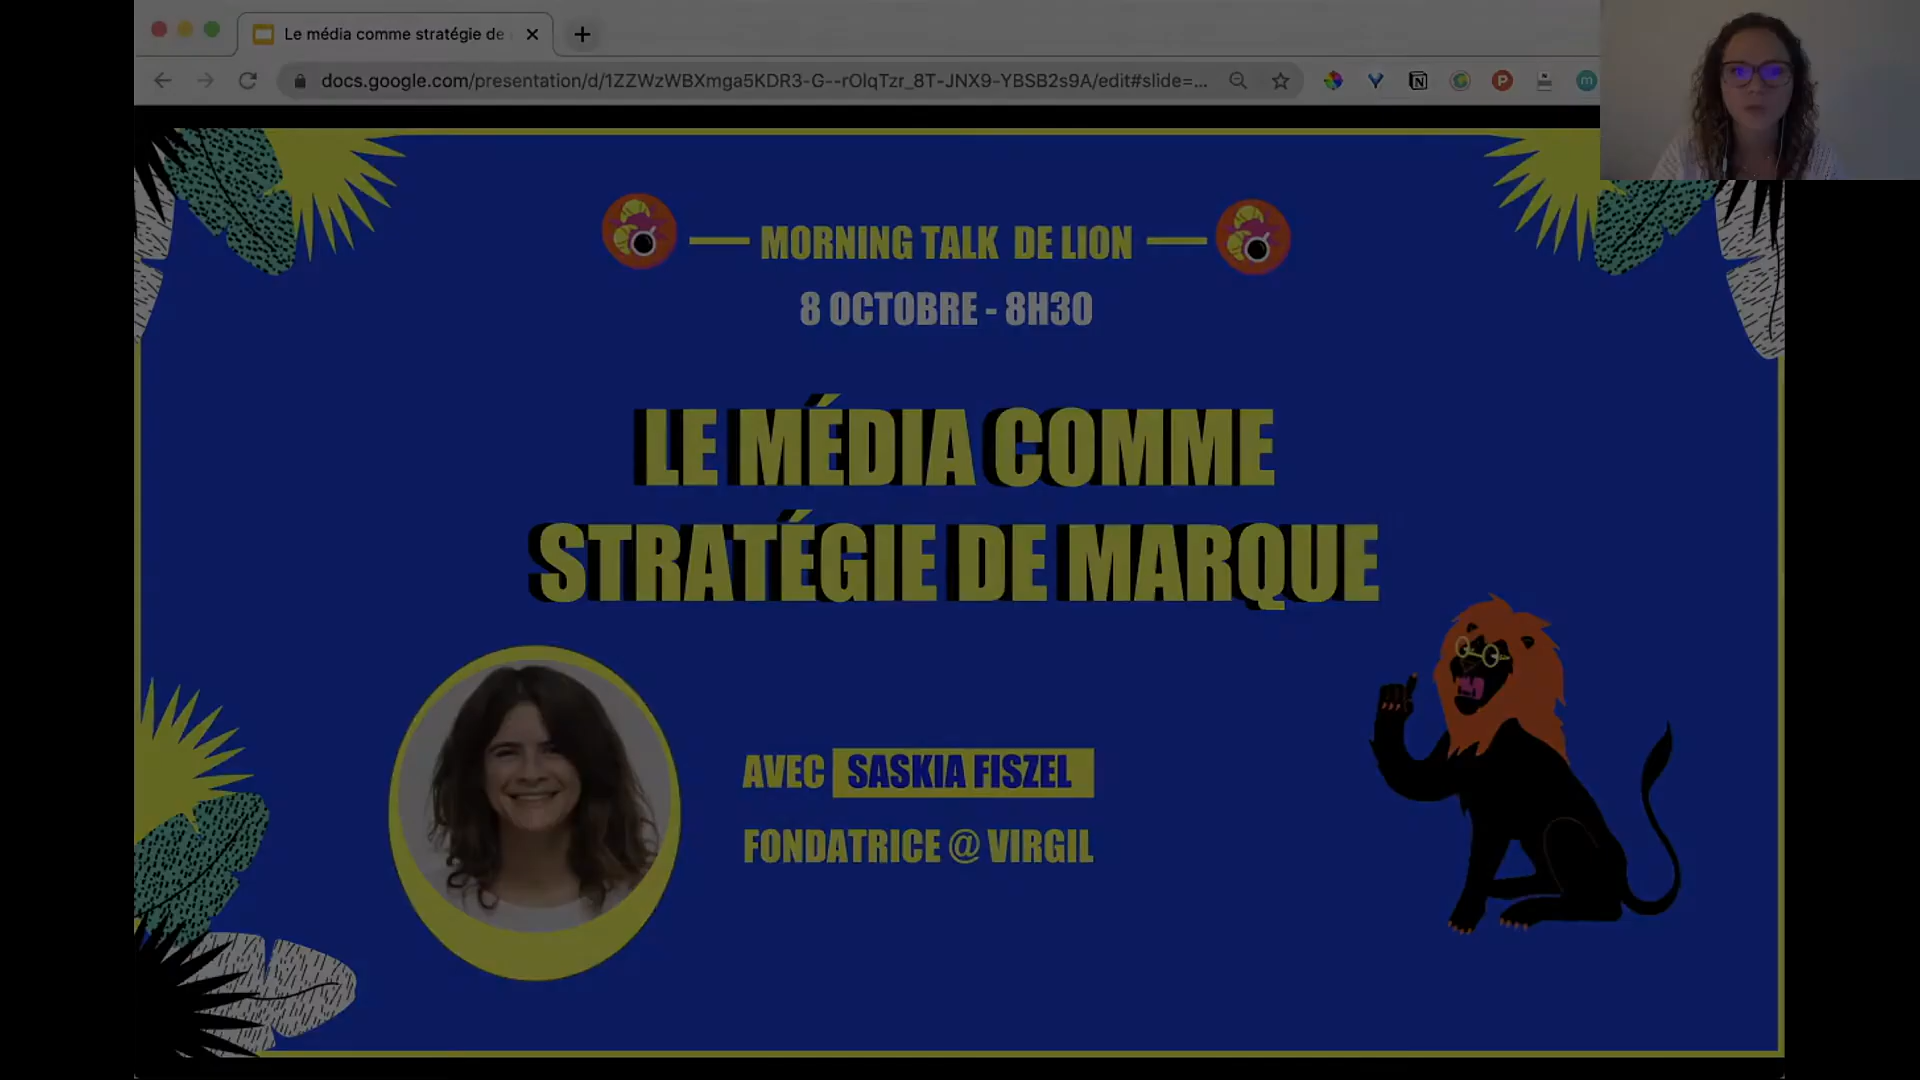 Le média comme stratégie de
docs.google.com/presentation/d/1ZZWzWBXmga5KDR3-G--rOlqTzr_8T-JNX9-YBSB2s9A/edit#slide=...
MORNING TALK DE LION
8 OCTOBRE - 8H30
LE MÉDIA COMME
STRATÉGIE DE MARQUE
AVEC SASKIA FISZEL
FONDATRICE @ VIRGIL